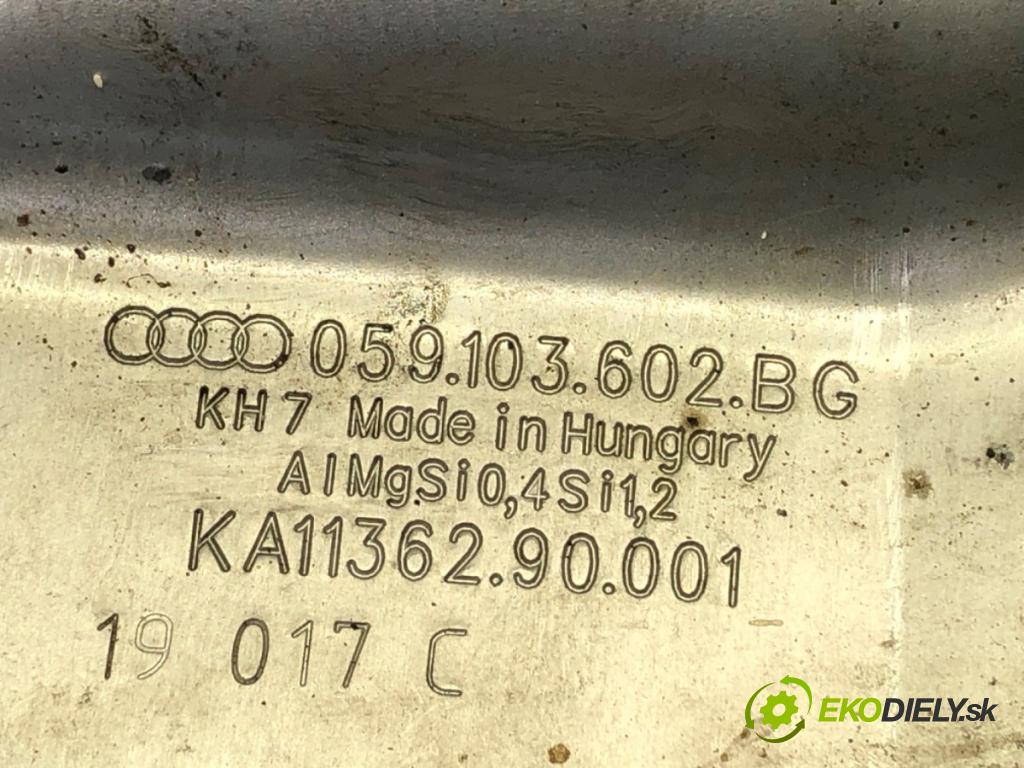 059.103.602.BG
KH7 Made in Hungary
AlMgSi0,4Si1,2
KA11362.90.001
19 017 C
EKODIELY.sk